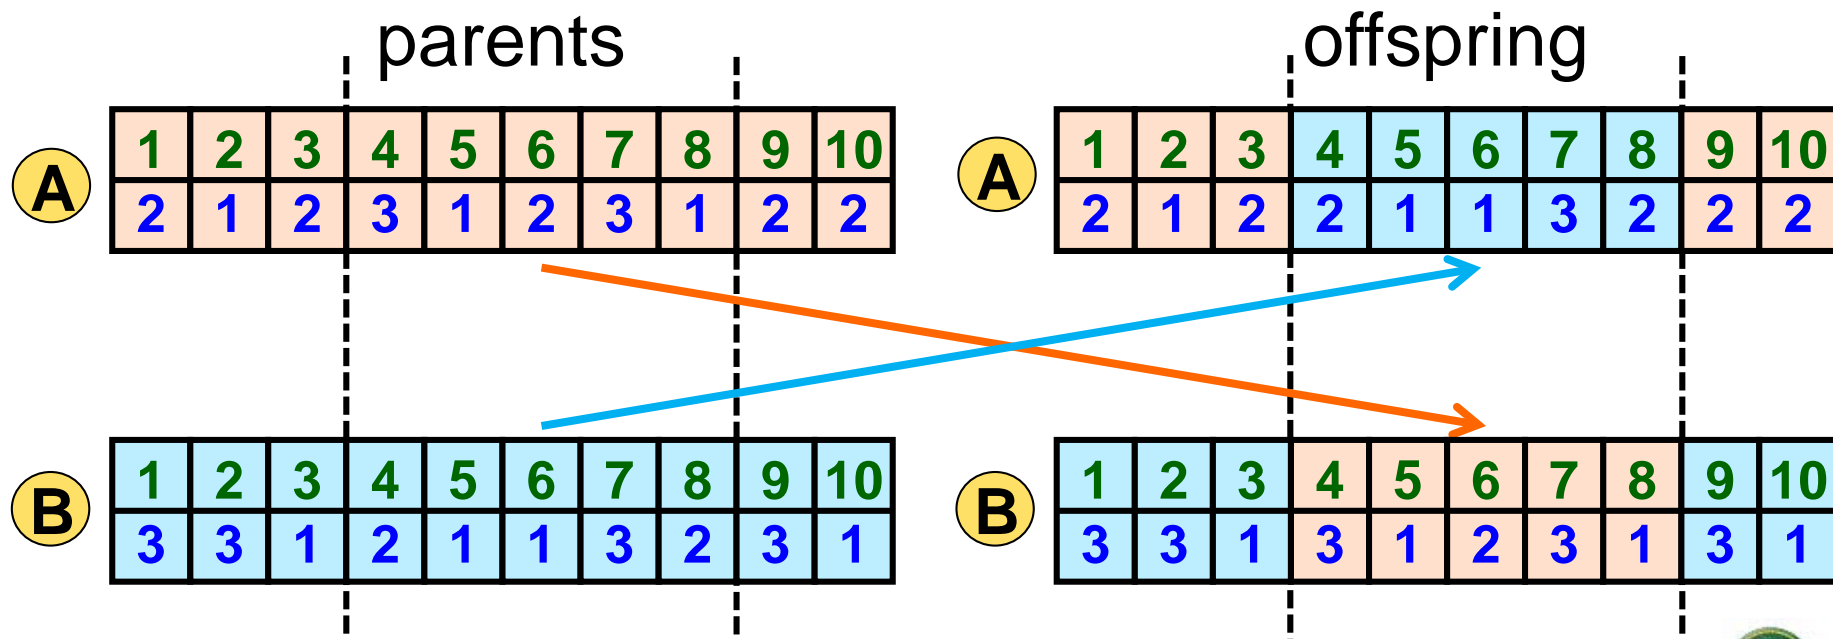 parents offspring
A 1 2 3 4 5 6 7 8 9 10 A 1 2 3 4 5 6 7 8 9 10
2 1 2 3 1 2 3 1 2 2 2 1 2 2 1 1 3 2 2 2
B 1 2 3 4 5 6 7 8 9 10 B 1 2 3 4 5 6 7 8 9 10
3 3 1 2 1 1 3 2 3 1 3 3 1 3 1 2 3 1 3 1